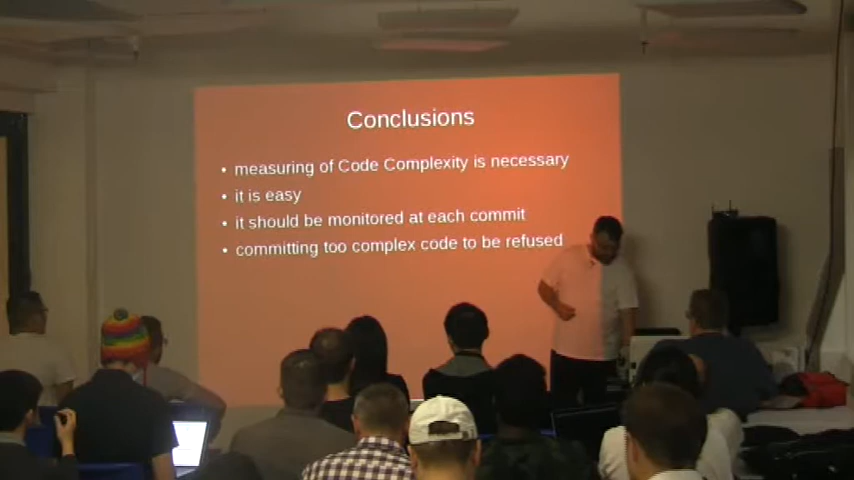 Conclusions
• measuring of Code Complexity is necessary
• it is easy
• it should be monitored at each commit
• committing too complex code to be refused